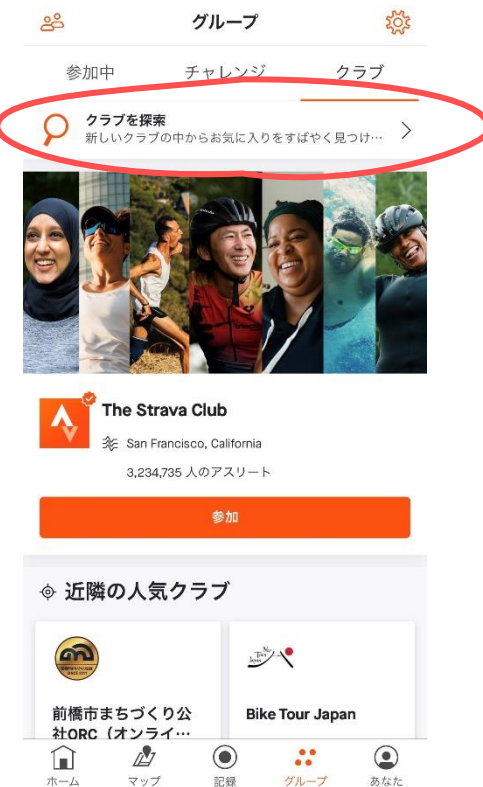 グループ
参加中 チャレンジ クラブ
クラブを探索
新しいクラブの中からお気に入りをすばやく見つけ…
The Strava Club
San Francisco, California
3,234,735 人のアスリート
参加
近隣の人気クラブ
No
Tour
Japan
前橋市まちづくり公
社ORC（オンライ…
Bike Tour Japan
ホーム マップ 記録 グループ あなた